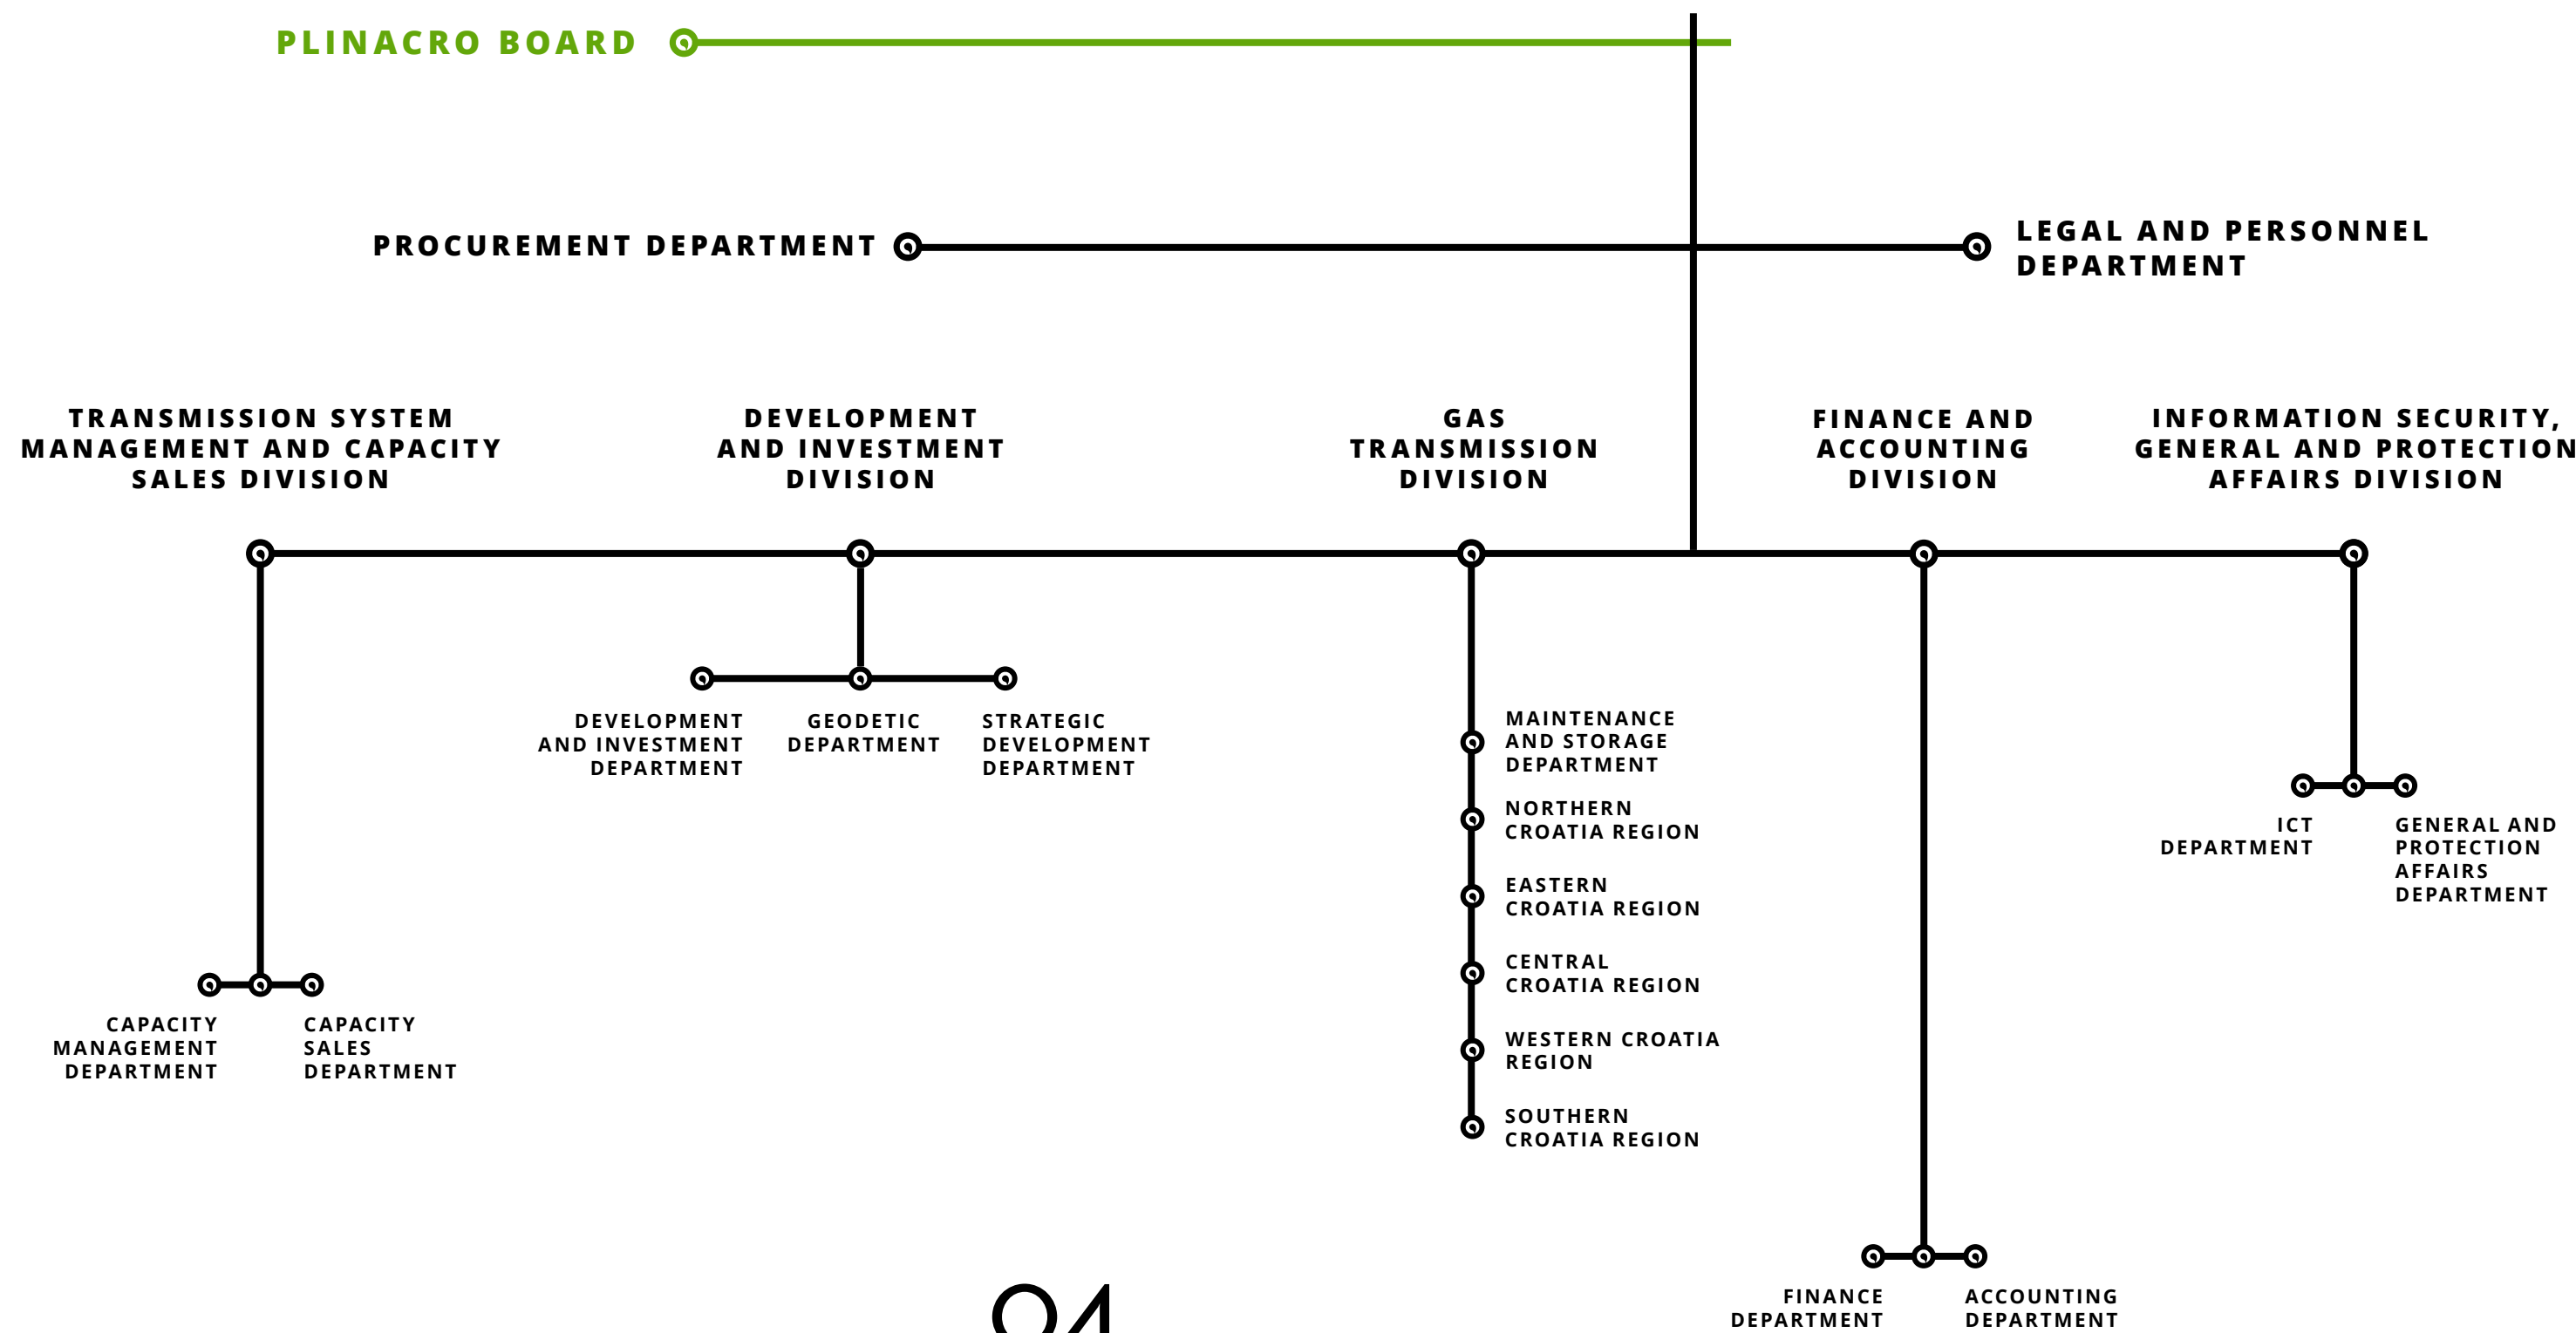 PLINACRO BOARD
PROCUREMENT DEPARTMENT
LEGAL AND PERSONNEL
DEPARTMENT
TRANSMISSION SYSTEM
MANAGEMENT AND CAPACITY
SALES DIVISION
DEVELOPMENT
AND INVESTMENT
DIVISION
GAS
TRANSMISSION
DIVISION
FINANCE AND
ACCOUNTING
DIVISION
INFORMATION SECURITY,
GENERAL AND PROTECTION
AFFAIRS DIVISION
DEVELOPMENT
AND INVESTMENT
DEPARTMENT
GEODETIC
DEPARTMENT
STRATEGIC
DEVELOPMENT
DEPARTMENT
MAINTENANCE
AND STORAGE
DEPARTMENT
NORTHERN
CROATIA REGION
EASTERN
CROATIA REGION
CENTRAL
CROATIA REGION
WESTERN CROATIA
REGION
SOUTHERN
CROATIA REGION
ICT
DEPARTMENT
GENERAL AND
PROTECTION
AFFAIRS
DEPARTMENT
CAPACITY
MANAGEMENT
DEPARTMENT
CAPACITY
SALES
DEPARTMENT
FINANCE
DEPARTMENT
ACCOUNTING
DEPARTMENT